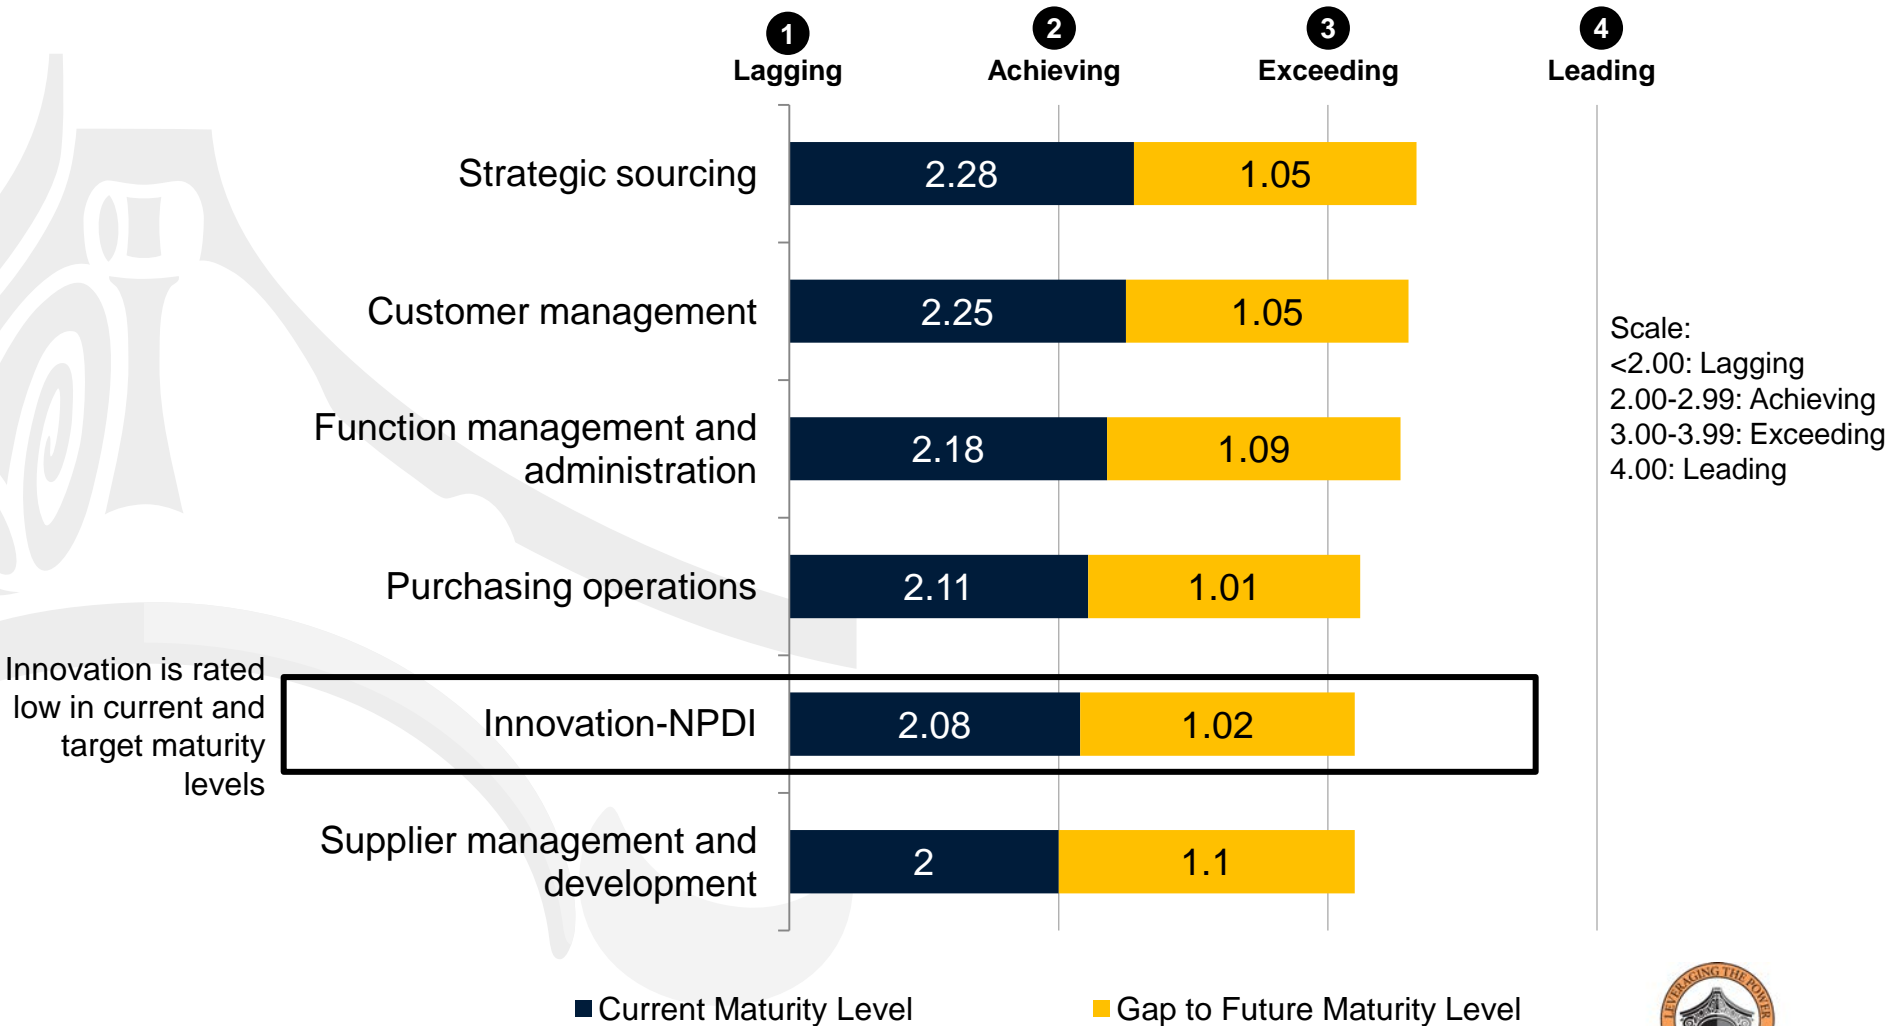 1
2
3
4
Lagging
Achieving
Exceeding
Leading
Strategic sourcing
2.28
1.05
Customer management
2.25
1.05
Function management and
administration
2.18
1.09
Purchasing operations
2.11
1.01
Innovation-NPDI
2.08
1.02
Supplier management and
development
2
1.1
Innovation is rated
low in current and
target maturity
levels
Scale:
<2.00: Lagging
2.00-2.99: Achieving
3.00-3.99: Exceeding
4.00: Leading
Current Maturity Level
Gap to Future Maturity Level
LEVERAGING THE POWER